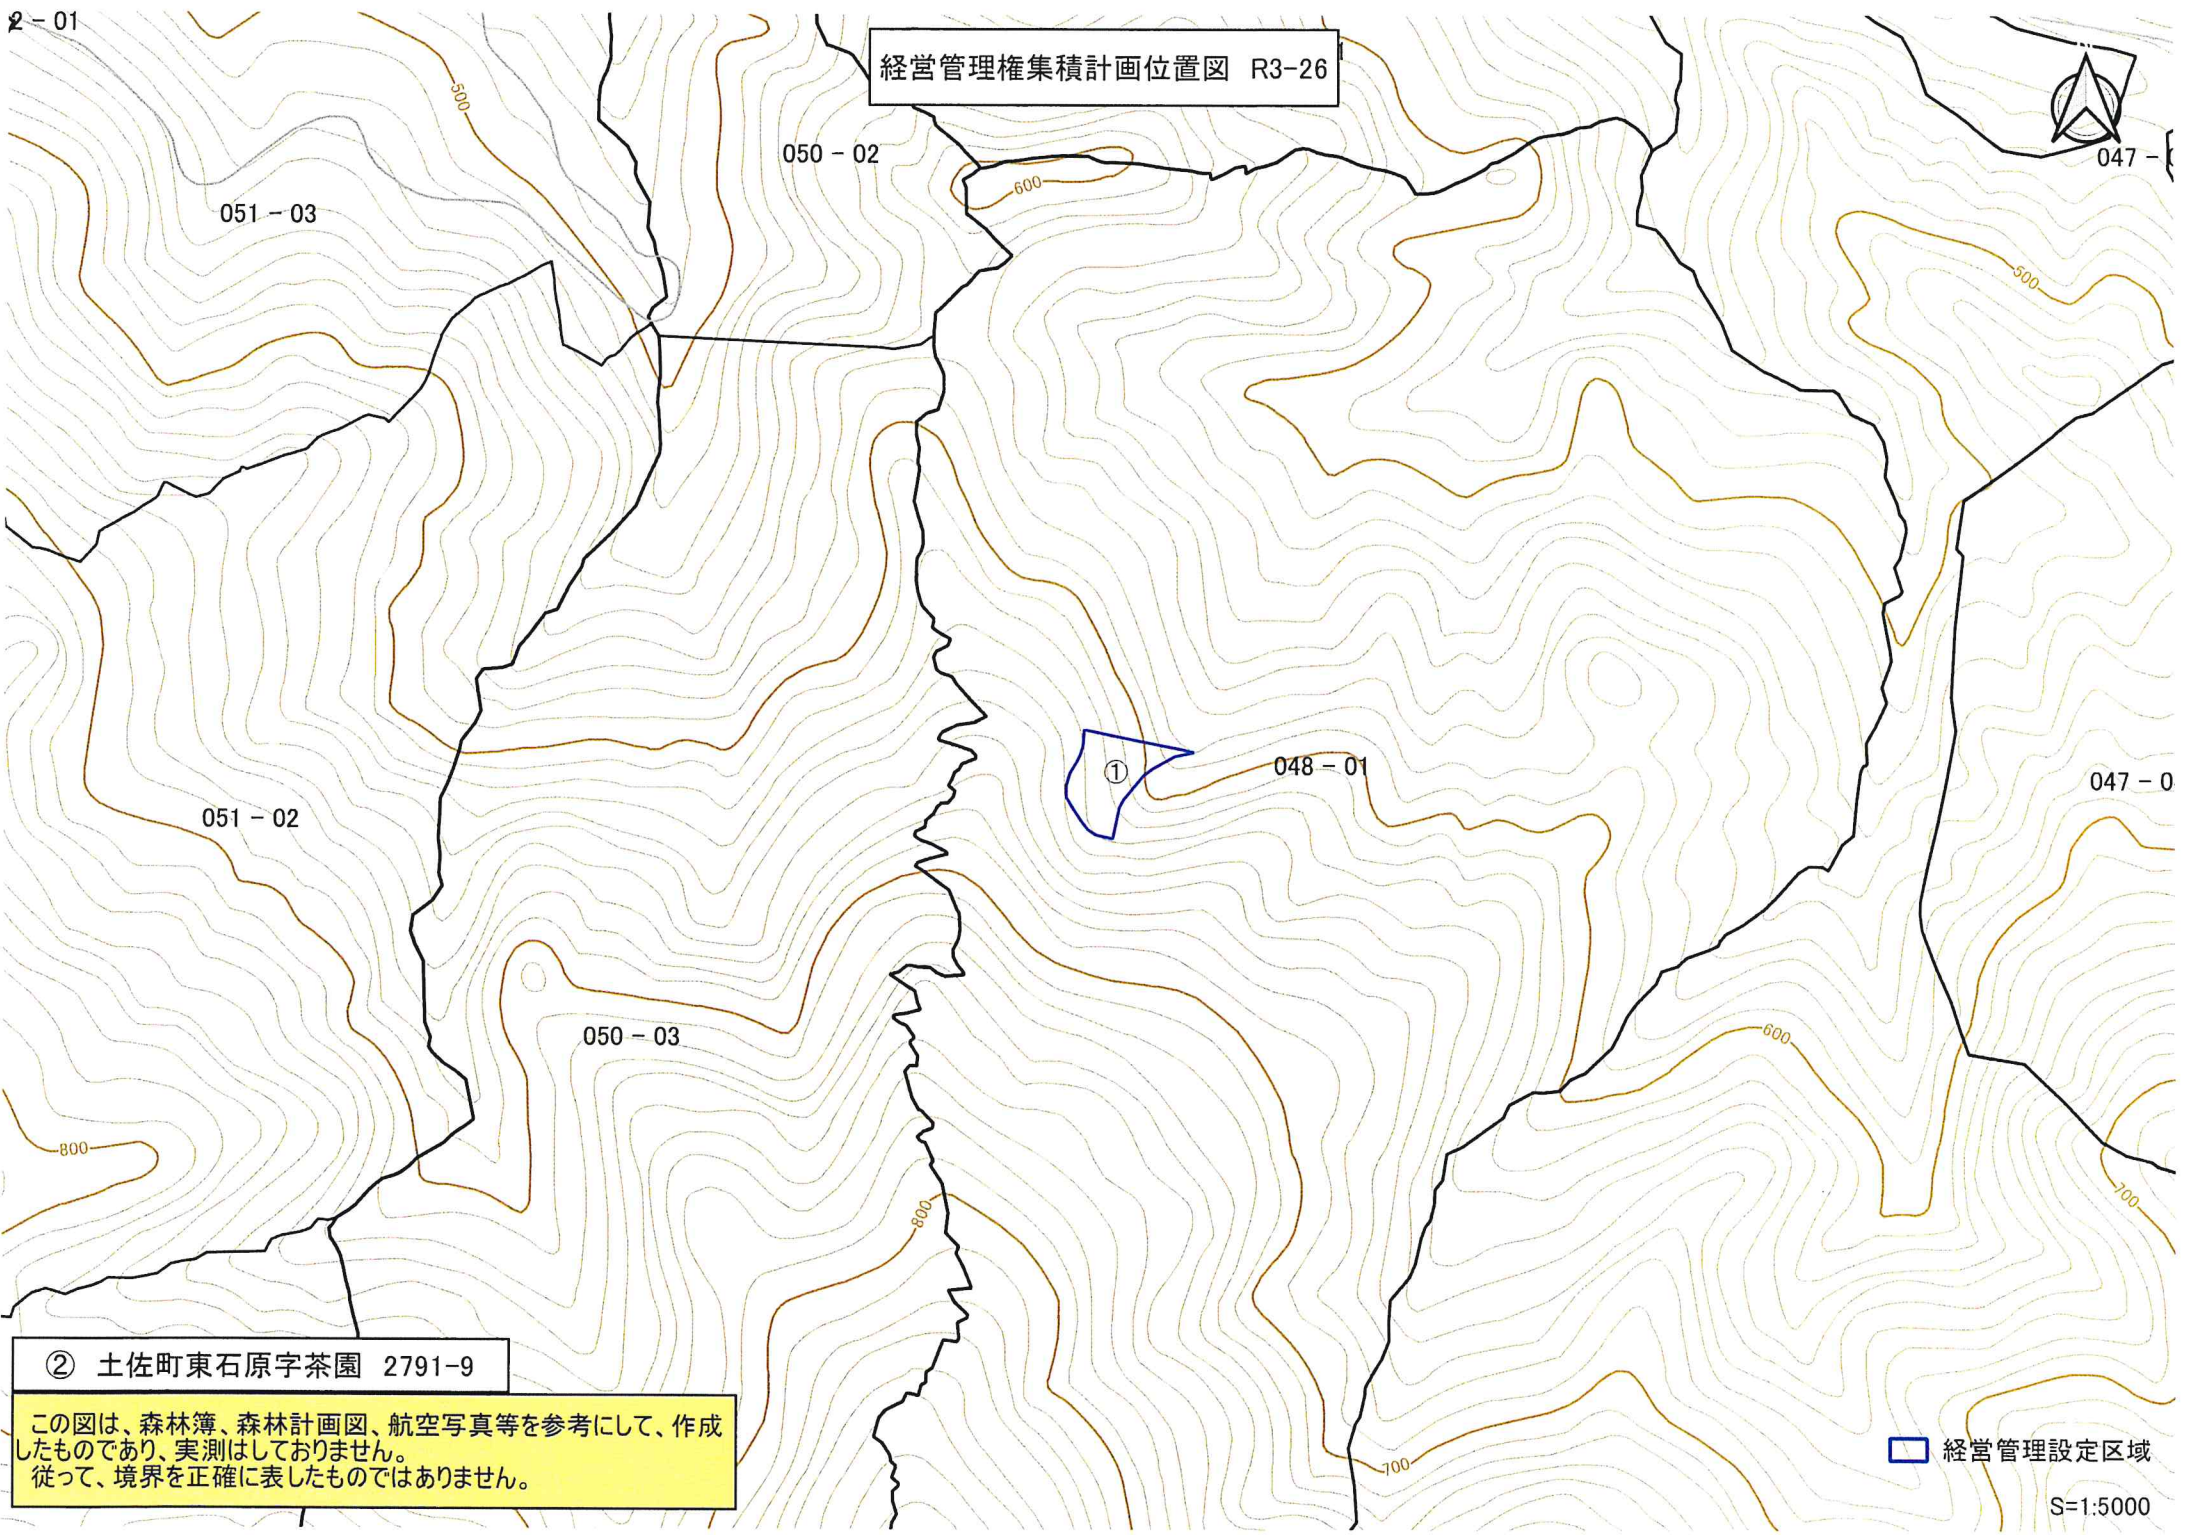 2-01
経営管理権集積計画位置図 R3-26
500
050-02
047-
051-03
600
500
048-01
047-0
051-02
050-03
600
800
700
800
② 土佐町東石原字茶園 2791-9
①
この図は、森林簿、森林計画図、航空写真等を参考にして、作成
したものであり、実測はしておりません。
従って、境界を正確に表したものではありません。
700
経営管理設定区域
S=1:5000